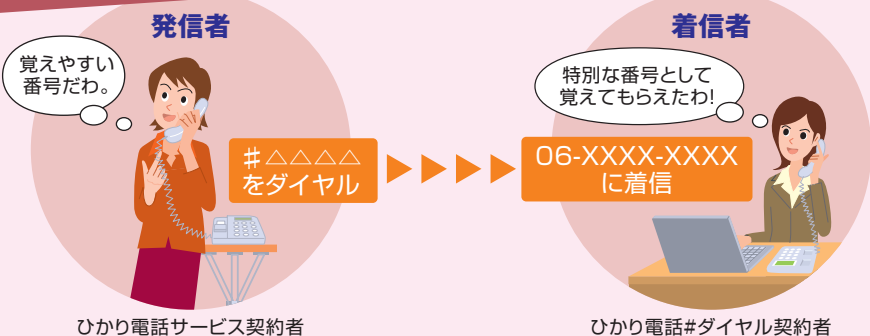 発信者
着信者
覚えやすい
番号だわ。
特別な番号として
覚えてもらえたわ!
#△△△△
をダイヤル
06-XXXX-XXXX
に着信
ひかり電話サービス契約者
ひかり電話#ダイヤル契約者